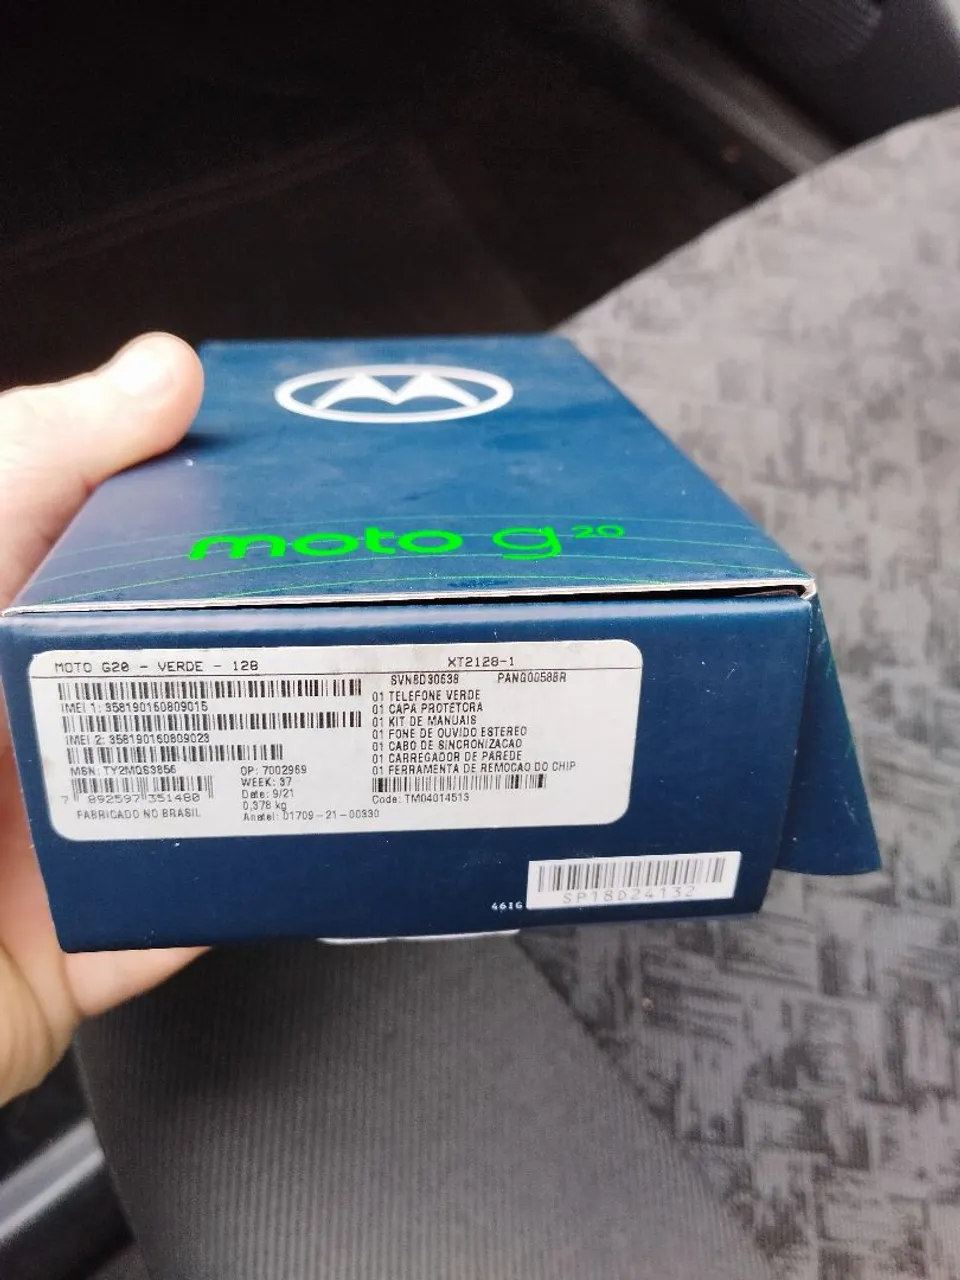 moto g20
MOTO G20 - VERDE - 128
XT2128-1
SVN8D30638 PANG0058BR
IMEI 1: 358190160809015
IMEI 2: 358190160809023
MSN: TY2MQS3856
7 892597 351480
FABRICADO NO BRASIL
OP: 7002969
WEEK: 37
Date: 9/21
0,378 kg
Anatel: 01709-21-00330
01 TELEFONE VERDE
01 CAPA PROTETORA
01 KIT DE MANUAIS
01 FONE DE OUVIDO ESTEREO
01 CABO DE SINCRONIZACAO
01 CARREGADOR DE PAREDE
01 FERRAMENTA DE REMOCAO DO CHIP
Code: TM04014513
461G
SP18D24132